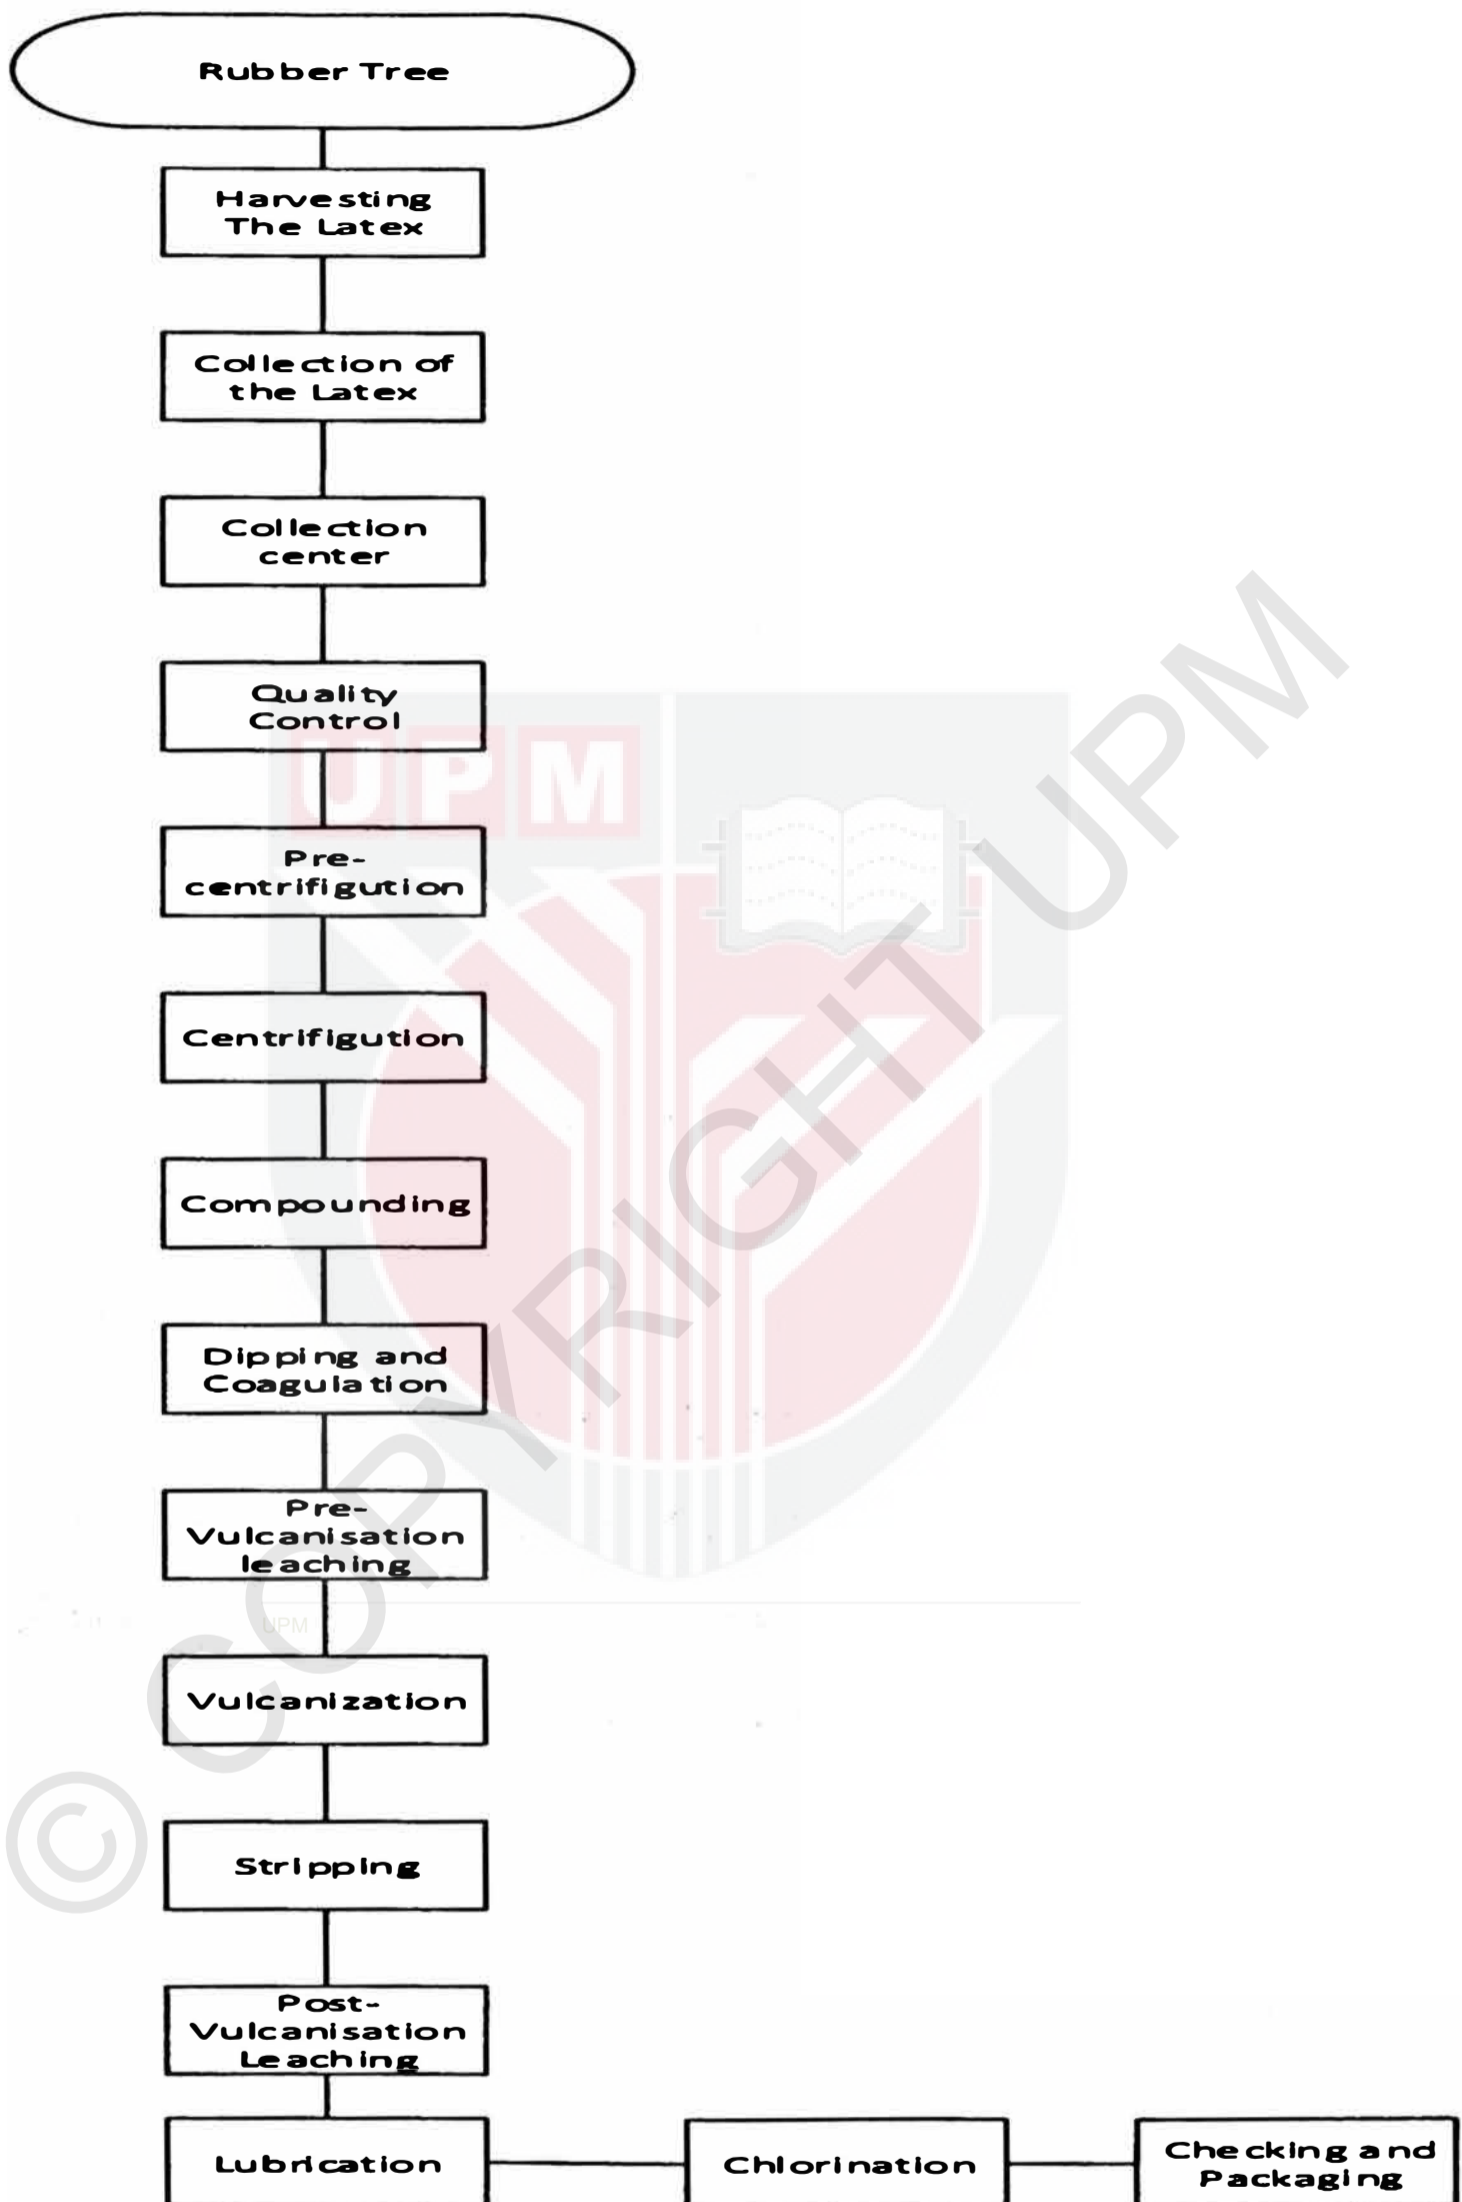 Rubber Tree
Harvesting
The Latex
Collection of
the Latex
Collection
center
Quality
Control
UPM
Pre-
centrifigution
Centrifigution
Compounding
Dipping and
Coagulation
Pre-
Vulcanisation
leaching
UPM
Vulcanization
Stripping
Post-
Vulcanisation
Leaching
Lubrication
Chlorination
Checking and
Packaging
© COPYRIGHT UPM